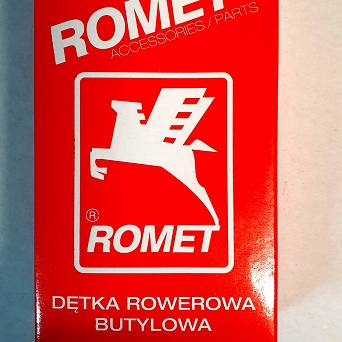 ROMET
ACCESSORIES / PARTS
®
ROMET
DĘTKA ROWEROWA
BUTYLOWA